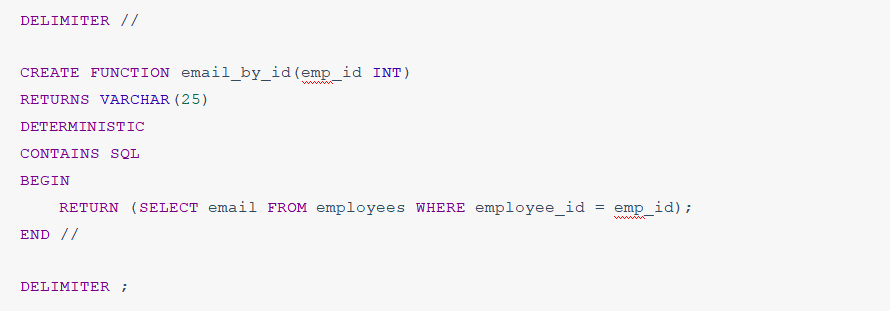 DELIMITER //
CREATE FUNCTION email_by_id(emp_id INT)
RETURNS VARCHAR(25)
DETERMINISTIC
CONTAINS SQL
BEGIN
    RETURN (SELECT email FROM employees WHERE employee_id = emp_id);
END //
DELIMITER ;